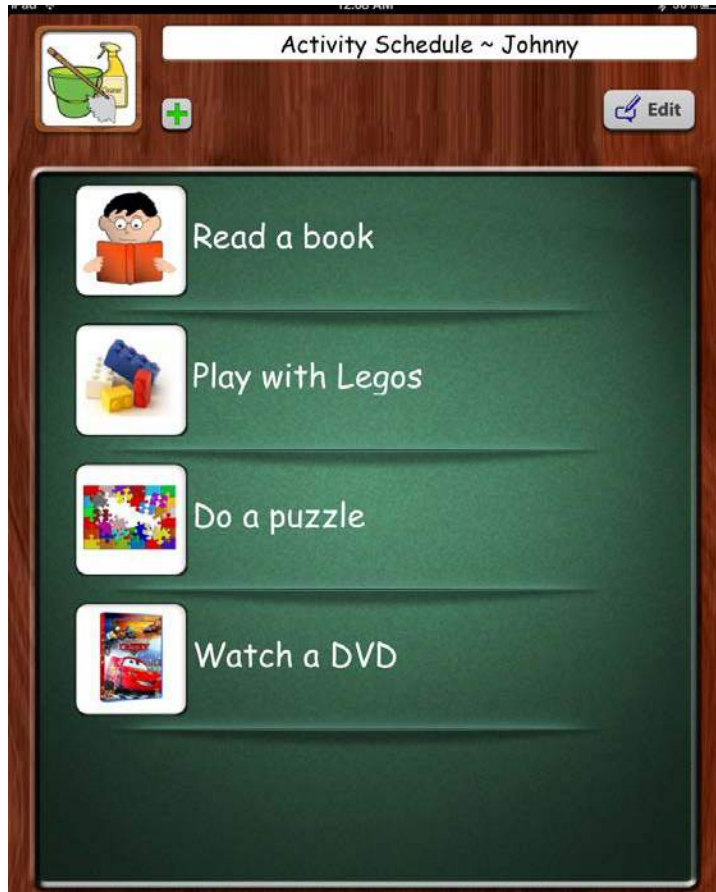 Activity Schedule ~ Johnny
Edit
Read a book
Play with Legos
Do a puzzle
Watch a DVD